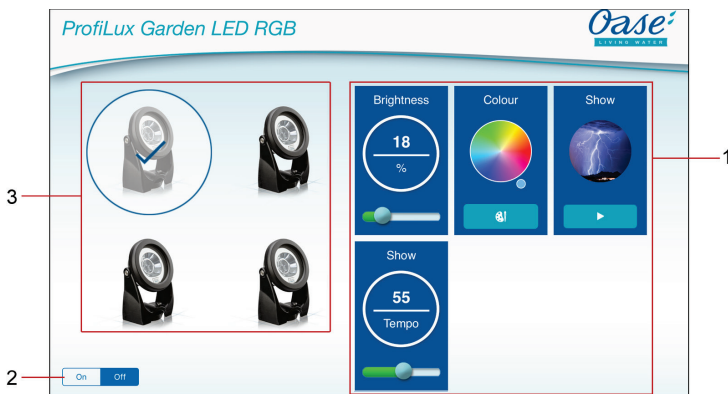 ProfiLux Garden LED RGB
Oase
LIVING WATER
Brightness
18
%
Colour
Show
Show
55
Tempo
On Off
1
2
3